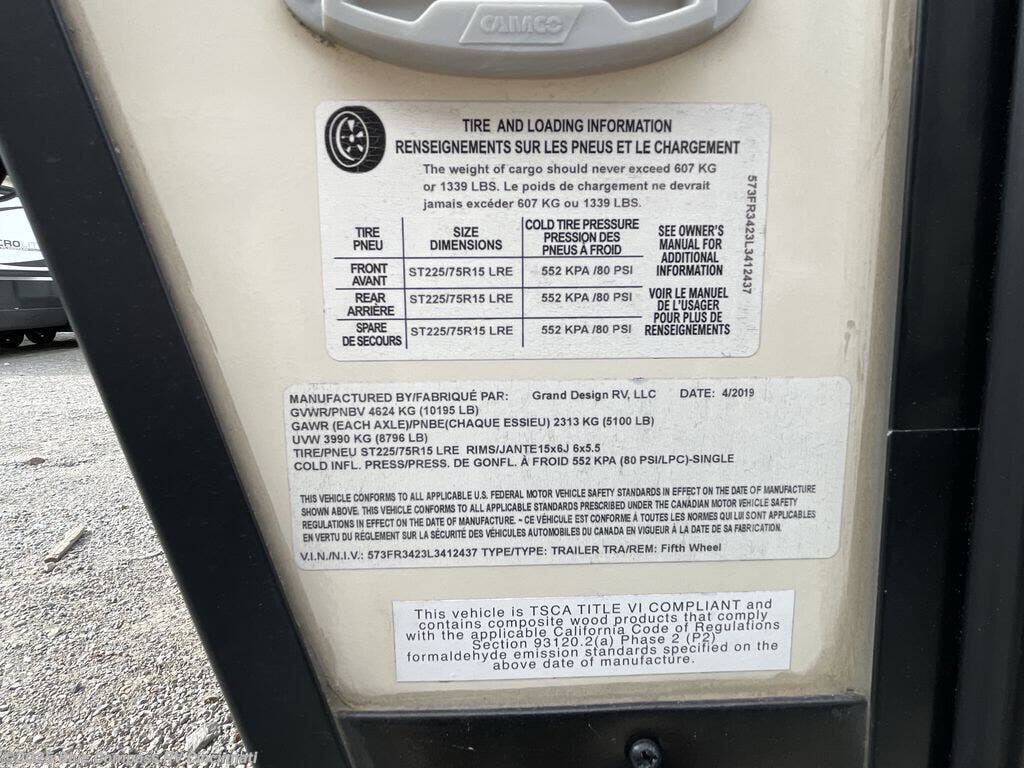 CAMCO
TIRE AND LOADING INFORMATION
RENSEIGNEMENTS SUR LES PNEUS ET LE CHARGEMENT
The weight of cargo should never exceed 607 KG
or 1339 LBS. Le poids de chargement ne devrait
jamais excéder 607 KG ou 1339 LBS.
TIRE PNEU
SIZE DIMENSIONS
COLD TIRE PRESSURE PRESSION DES PNEUS À FROID
FRONT AVANT ST225/75R15 LRE 552 KPA /80 PSI
REAR ARRIÈRE ST225/75R15 LRE 552 KPA /80 PSI
SPARE DE SECOURS ST225/75R15 LRE 552 KPA /80 PSI
SEE OWNER'S
MANUAL FOR
ADDITIONAL
INFORMATION
VOIR LE MANUEL
DE L'USAGER
POUR PLUS DE
RENSEIGNEMENTS
573FR3423L3412437
MANUFACTURED BY/FABRIQUÉ PAR: Grand Design RV, LLC DATE: 4/2019
GVWR/PNBV 4624 KG (10195 LB)
GAWR (EACH AXLE)/PNBE(CHAQUE ESSIEU) 2313 KG (5100 LB)
UVW 3990 KG (8796 LB)
TIRE/PNEU ST225/75R15 LRE RIMS/JANTE15x6J 6x5.5
COLD INFL. PRESS/PRESS. DE GONFL. À FROID 552 KPA (80 PSI/LPC)-SINGLE
THIS VEHICLE CONFORMS TO ALL APPLICABLE U.S. FEDERAL MOTOR VEHICLE SAFETY STANDARDS IN EFFECT ON THE DATE OF MANUFACTURE
SHOWN ABOVE. THIS VEHICLE CONFORMS TO ALL APPLICABLE STANDARDS PRESCRIBED UNDER THE CANADIAN MOTOR VEHICLE SAFETY
REGULATIONS IN EFFECT ON THE DATE OF MANUFACTURE. ~ CE VÉHICULE EST CONFORME À TOUTES LES NORMES QUI LUI SONT APPLICABLES
EN VERTU DU RÉGLEMENT SUR LA SÉCURITÉ DES VÉHICULES AUTOMOBILES DU CANADA EN VIGUEUR À LA DATE DE SA FABRICATION.
V.I.N./N.I.V.: 573FR3423L3412437 TYPE/TYPE: TRAILER TRA/REM: Fifth Wheel
This vehicle is TSCA TITLE VI COMPLIANT and
contains composite wood products that comply
with the applicable California Code of Regulations
Section 93120.2(a) Phase 2 (P2)
formaldehyde emission standards specified on the
above date of manufacture.